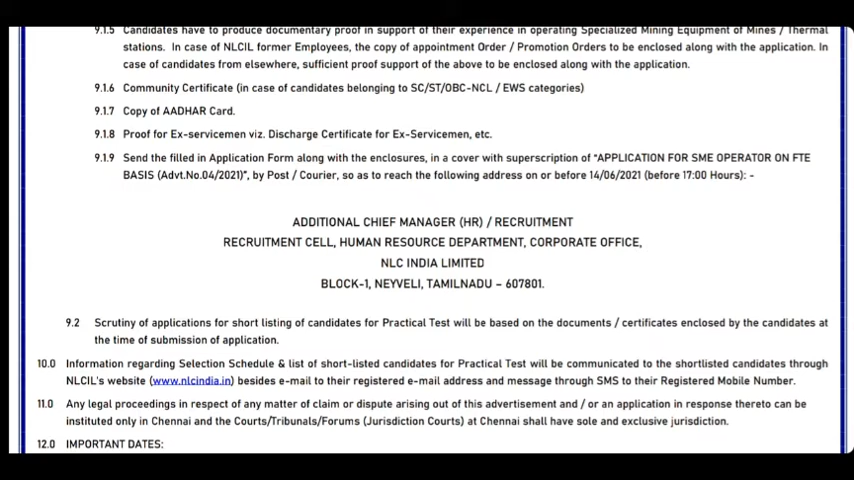 9.1.5 Candidates have to produce documentary proof in support of their experience in operating Specialized Mining Equipment of Mines / Thermal
stations. In case of NLCIL former Employees, the copy of appointment Order / Promotion Orders to be enclosed along with the application. In
case of candidates from elsewhere, sufficient proof support of the above to be enclosed along with the application.
9.1.6 Community Certificate (in case of candidates belonging to SC/ST/OBC-NCL / EWS categories)
9.1.7 Copy of AADHAR Card.
9.1.8 Proof for Ex-servicemen viz. Discharge Certificate for Ex-Servicemen, etc.
9.1.9 Send the filled in Application Form along with the enclosures, in a cover with superscription of "APPLICATION FOR SME OPERATOR ON FTE
BASIS (Advt.No.04/2021)", by Post / Courier, so as to reach the following address on or before 14/06/2021 (before 17:00 Hours): -
ADDITIONAL CHIEF MANAGER (HR) / RECRUITMENT
RECRUITMENT CELL, HUMAN RESOURCE DEPARTMENT, CORPORATE OFFICE,
NLC INDIA LIMITED
BLOCK-1, NEYVELI, TAMILNADU – 607801.
9.2 Scrutiny of applications for short listing of candidates for Practical Test will be based on the documents / certificates enclosed by the candidates at
the time of submission of application.
10.0 Information regarding Selection Schedule & list of short-listed candidates for Practical Test will be communicated to the shortlisted candidates through
NLCIL's website (www.nlcindia.in) besides e-mail to their registered e-mail address and message through SMS to their Registered Mobile Number.
11.0 Any legal proceedings in respect of any matter of claim or dispute arising out of this advertisement and / or an application in response thereto can be
instituted only in Chennai and the Courts/Tribunals/Forums (Jurisdiction Courts) at Chennai shall have sole and exclusive jurisdiction.
12.0 IMPORTANT DATES: